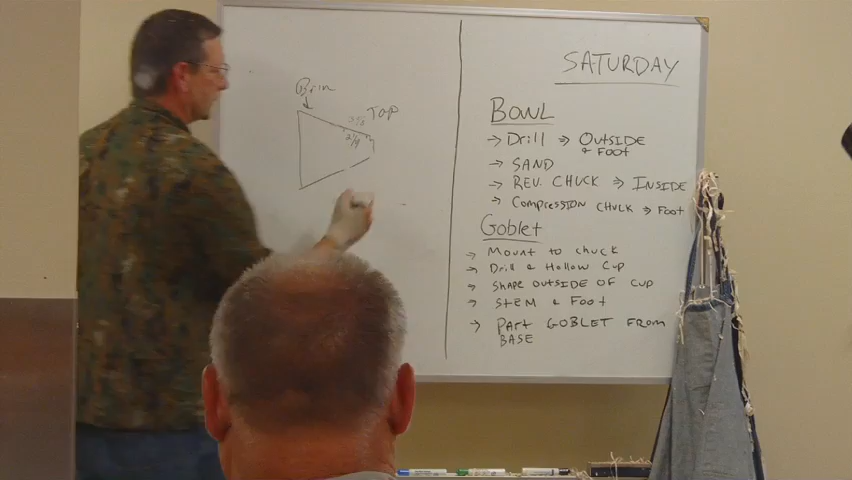 Brim
Top
SATURDAY
BOWL
→ Drill → OUTSIDE
& FOOT
→ SAND
→ REV. CHUCK ⇒ INSIDE
→ COMPRESSION CHUCK → FOOT
Goblet
→ MOUNT to CHUCK
→ Drill & Hollow Cup
→ SHAPE OUTSIDE OF CUP
→ STEM & FOOT
→ PART GOBLET FROM
BASE